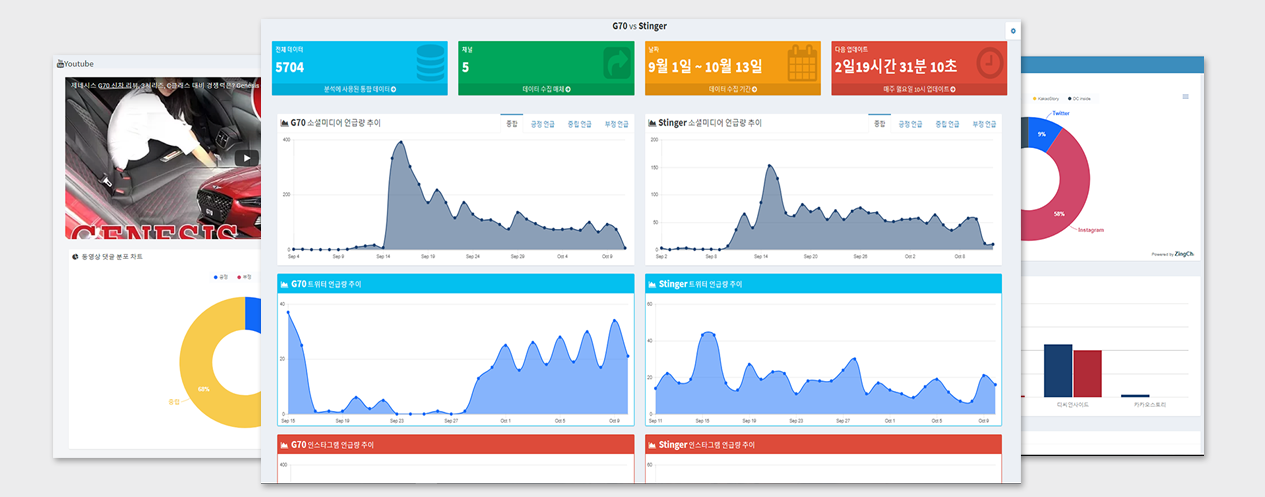 G70 vs Stinger
전체 데이터
5704
분석에 사용된 통합 데이터
채널
5
데이터 수집 매체
날짜
9월 1일 ~ 10월 13일
데이터 수집 기간
다음 업데이트
2일19시간 31분 10초
매주 월요일 10시 업데이트
Youtube
제네시스 G70 신차 리뷰, 3시리즈, C클래스 대비 경쟁력은? Genesis
GENESIS
동영상 댓글 분포 차트
긍정 부정
68%
중립
G70 소셜미디어 언급량 추이
종합 긍정 언급 중립 언급 부정 언급
400
200
0
Sep 4 Sep 9 Sep 14 Sep 19 Sep 24 Sep 29 Oct 4 Oct 9
Stinger 소셜미디어 언급량 추이
종합 긍정 언급 중립 언급 부정 언급
200
150
100
50
0
Sep 2 Sep 8 Sep 14 Sep 20 Sep 26 Oct 2 Oct 8
G70 트위터 언급량 추이
40
20
0
Sep 15 Sep 19 Sep 23 Sep 27 Oct 1 Oct 5 Oct 9
Stinger 트위터 언급량 추이
60
40
20
0
Sep 11 Sep 15 Sep 19 Sep 23 Sep 27 Oct 1 Oct 5 Oct 9
G70 인스타그램 언급량 추이
400
Stinger 인스타그램 언급량 추이
60
KakaoStory DC Inside
Twitter
9%
58%
Instagram
Powered by ZingCh
디씨인사이드 카카오스토리